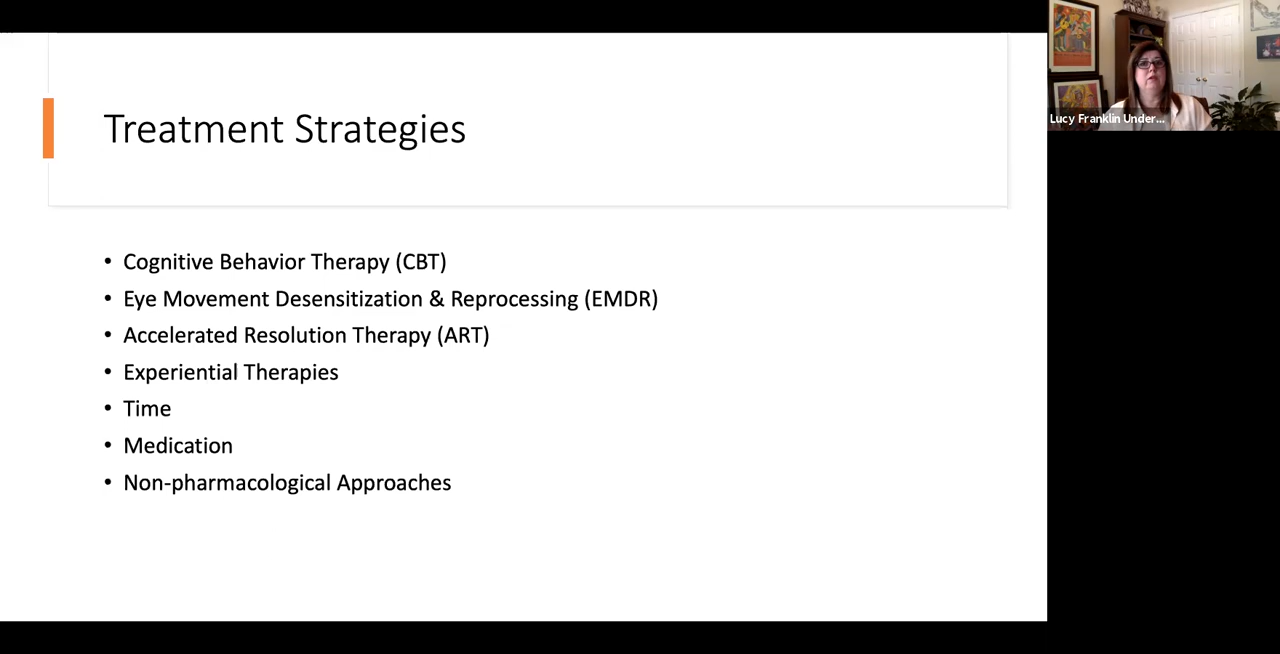 Treatment Strategies
• Cognitive Behavior Therapy (CBT)
• Eye Movement Desensitization & Reprocessing (EMDR)
• Accelerated Resolution Therapy (ART)
• Experiential Therapies
• Time
• Medication
• Non-pharmacological Approaches
Lucy Franklin Under...